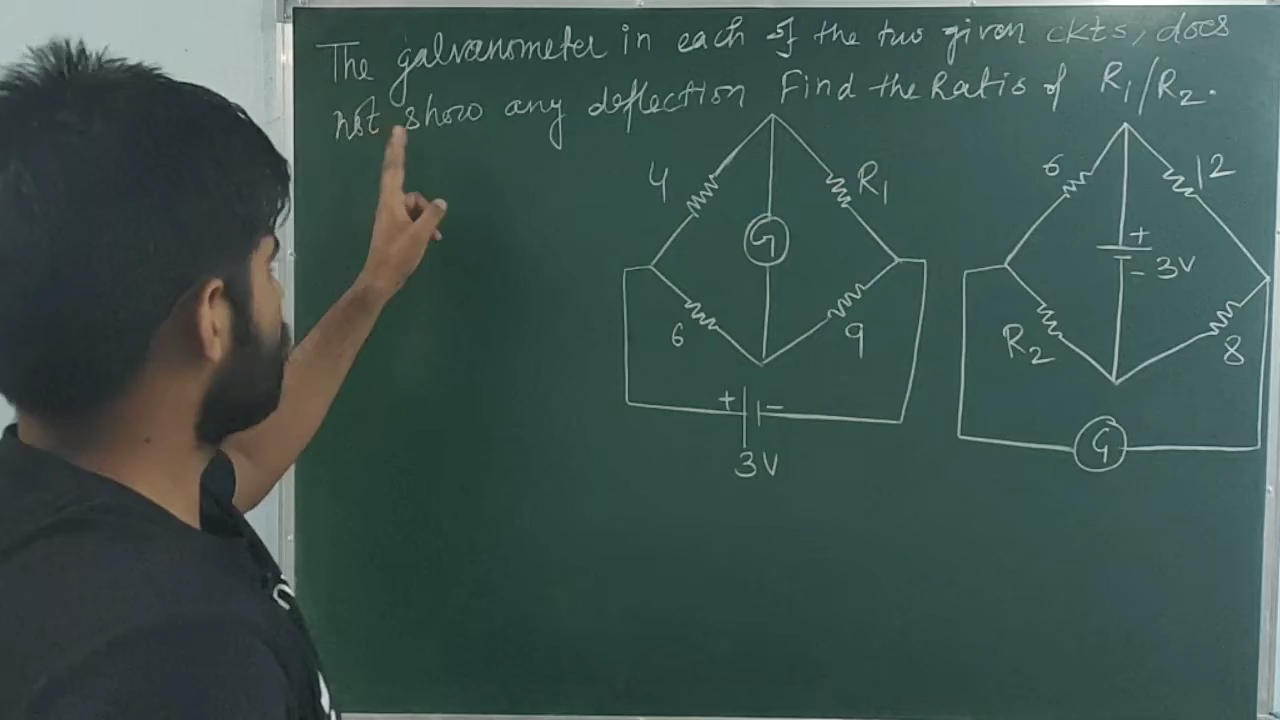 The galvanometer in each of the two given ckts, does
not show any deflection Find the Ratio of R1/R2.
4
R1
G
6
9
+ -
3V
6
12
+
- 3V
R2
8
G